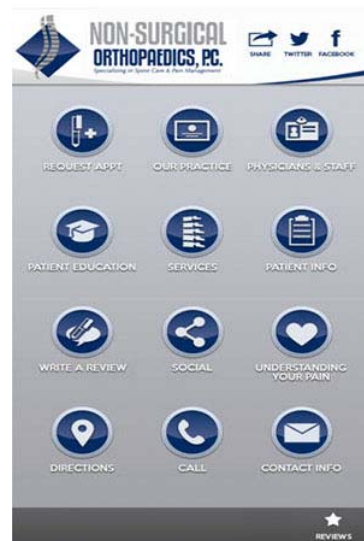 NON-SURGICAL
ORTHOPAEDICS, P.C.
Specializing in Spine Care & Pain Management
SHARE TWITTER FACEBOOK
REQUEST APPT OUR PRACTICE PHYSICIANS & STAFF
PATIENT EDUCATION SERVICES PATIENT INFO
WRITE A REVIEW SOCIAL UNDERSTANDING
YOUR PAIN
DIRECTIONS CALL CONTACT INFO
REVIEWS